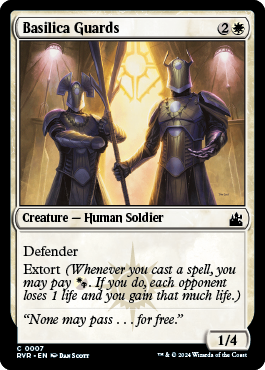 Basilica Guards 2
Creature — Human Soldier
Defender
Extort (Whenever you cast a spell, you
may pay . If you do, each opponent
loses 1 life and you gain that much life.)
“None may pass . . . for free.”
1/4
C 0007
RVR • EN DAN SCOTT
™ & © 2024 Wizards of the Coast